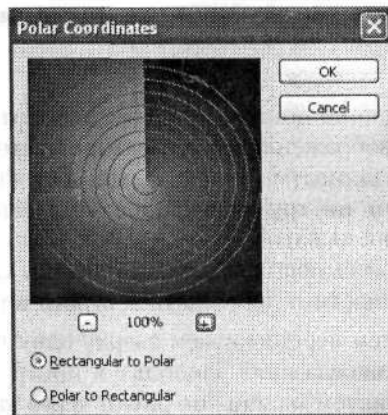 Polar Coordinates
OK
Cancel
100%
Rectangular to Polar
Polar to Rectangular